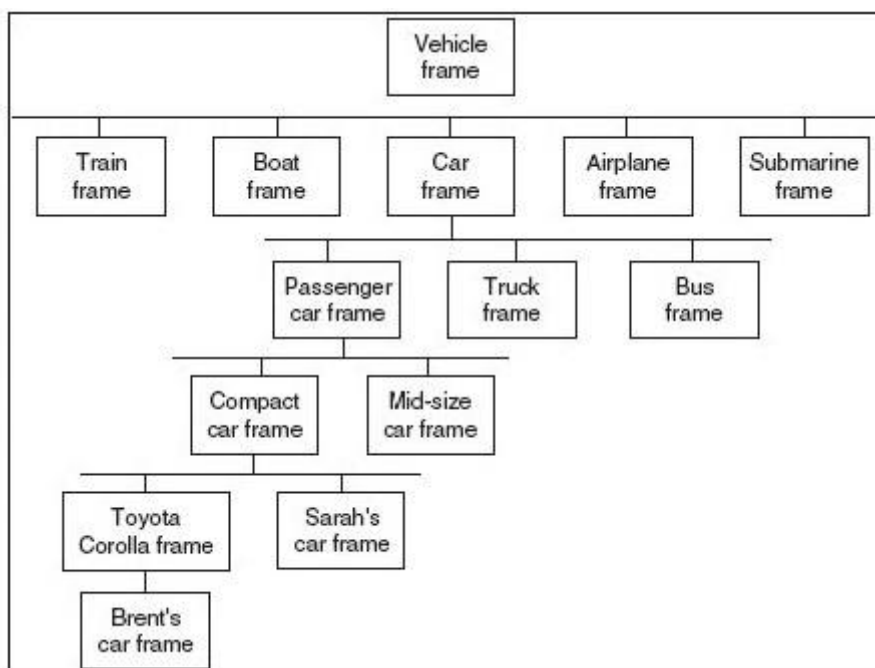 Vehicle
frame
Train
frame
Boat
frame
Car
frame
Airplane
frame
Submarine
frame
Passenger
car frame
Truck
frame
Bus
frame
Compact
car frame
Mid-size
car frame
Toyota
Corolla frame
Sarah's
car frame
Brent's
car frame